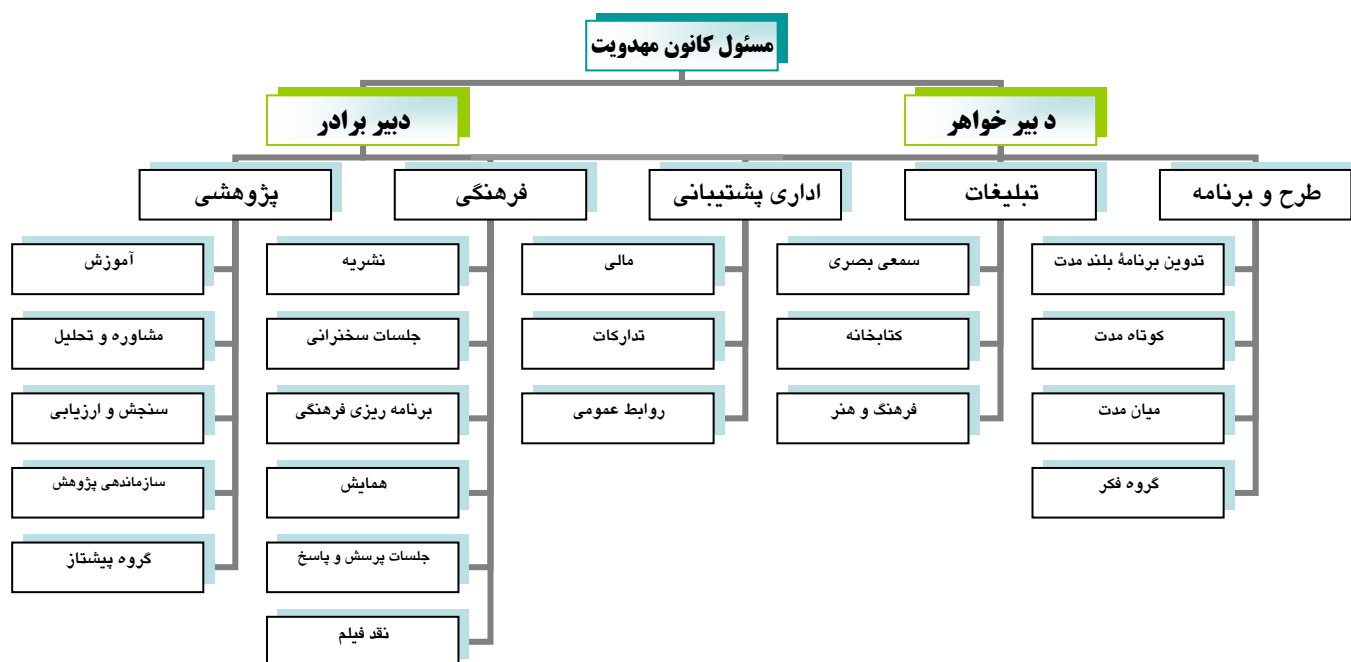 مسئول کانون مهدویت
د بیر خواهر
دبیر برادر
طرح و برنامه
تبلیغات
اداری پشتیبانی
فرهنگی
پژوهشی
تدوین برنامۀ بلند مدت
کوتاه مدت
میان مدت
گروه فکر
سمعی بصری
کتابخانه
فرهنگ و هنر
مالی
تدارکات
روابط عمومی
نشریه
جلسات سخنرانی
برنامه ریزی فرهنگی
همایش
جلسات پرسش و پاسخ
نقد فیلم
آموزش
مشاوره و تحلیل
سنجش و ارزیابی
سازماندهی پژوهش
گروه پیشتاز